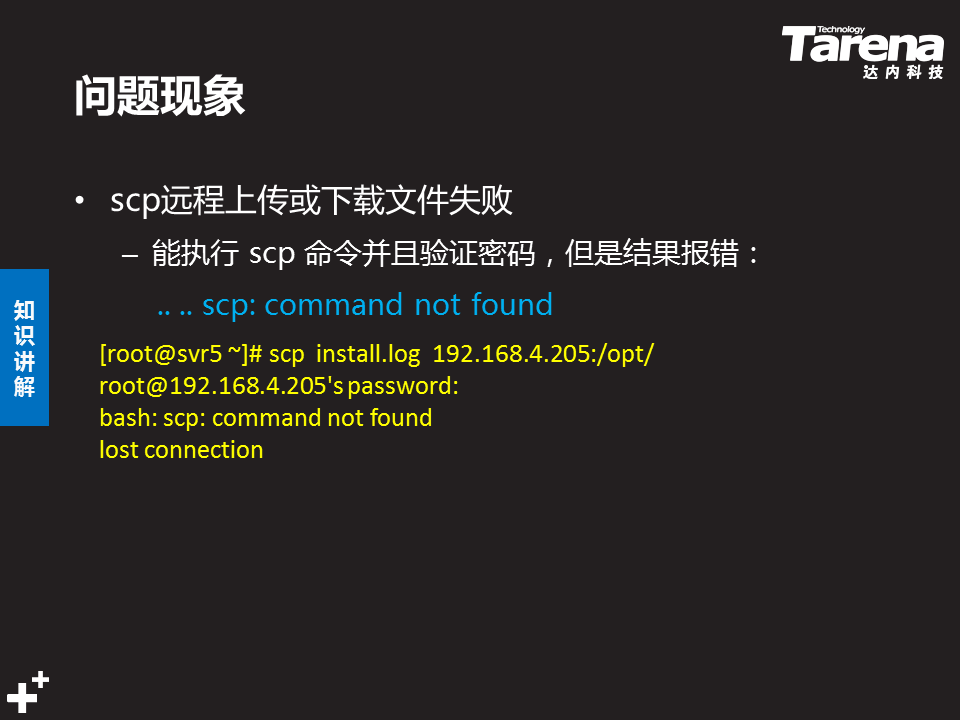 Technology
Tarena
达内科技
问题现象
• scp远程上传或下载文件失败
– 能执行 scp 命令并且验证密码，但是结果报错：
.. .. scp: command not found
知识讲解
[root@svr5 ~]# scp  install.log  192.168.4.205:/opt/
root@192.168.4.205's password:
bash: scp: command not found
lost connection